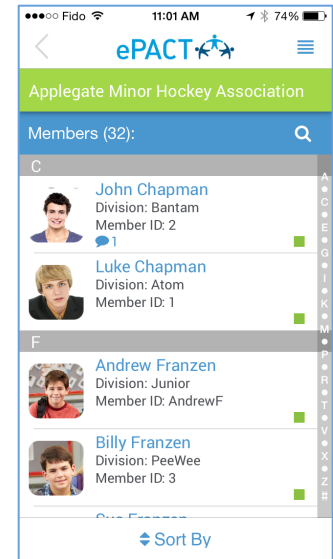 Fido 11:01 AM 74%
ePACT
Applegate Minor Hockey Association
Members (32):
C
John Chapman
Division: Bantam
Member ID: 2
1
Luke Chapman
Division: Atom
Member ID: 1
F
Andrew Franzen
Division: Junior
Member ID: AndrewF
Billy Franzen
Division: PeeWee
Member ID: 3
Sue Franzen
Sort By
A
C
E
G
I
K
M
P
R
T
V
X
Z
#